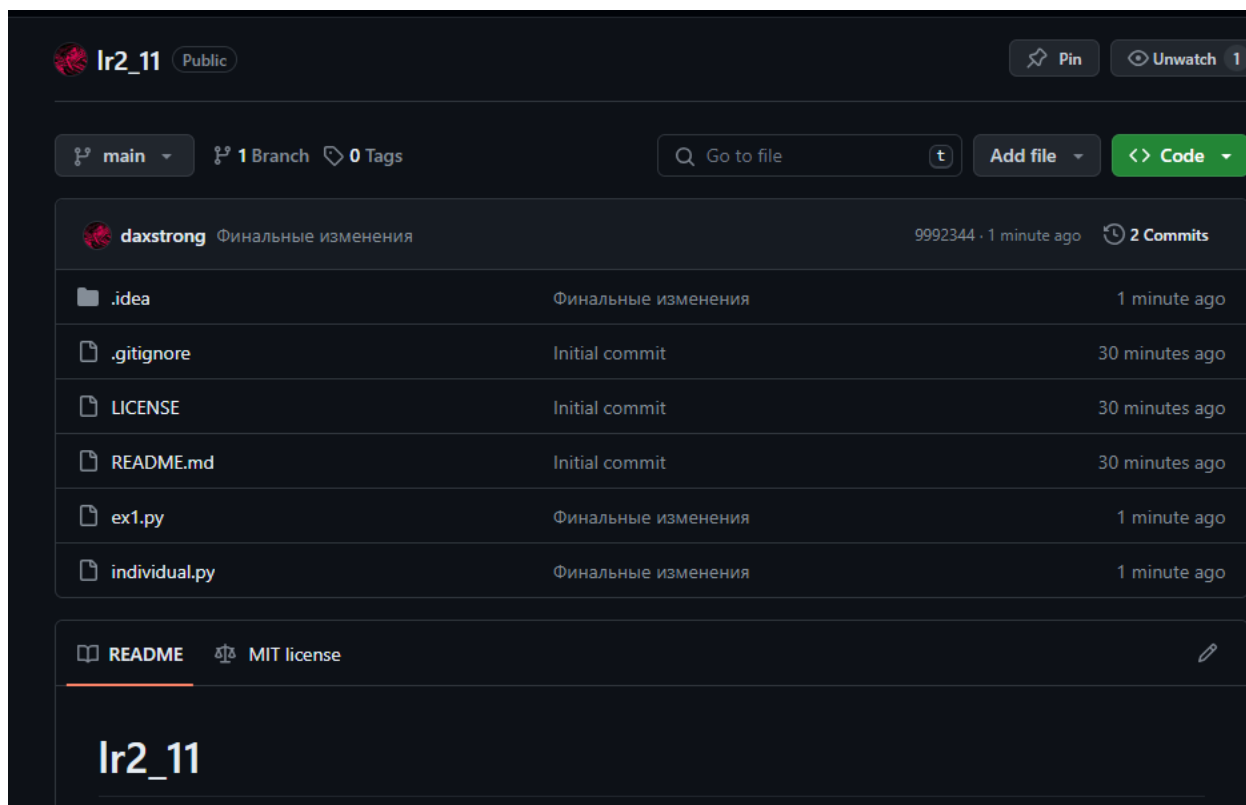 lr2_11 Public Pin Unwatch 1
main 1 Branch 0 Tags Go to file t Add file Code
daxstrong Финальные изменения 9992344 · 1 minute ago 2 Commits
.idea Финальные изменения 1 minute ago
.gitignore Initial commit 30 minutes ago
LICENSE Initial commit 30 minutes ago
README.md Initial commit 30 minutes ago
ex1.py Финальные изменения 1 minute ago
individual.py Финальные изменения 1 minute ago
README MIT license
lr2_11